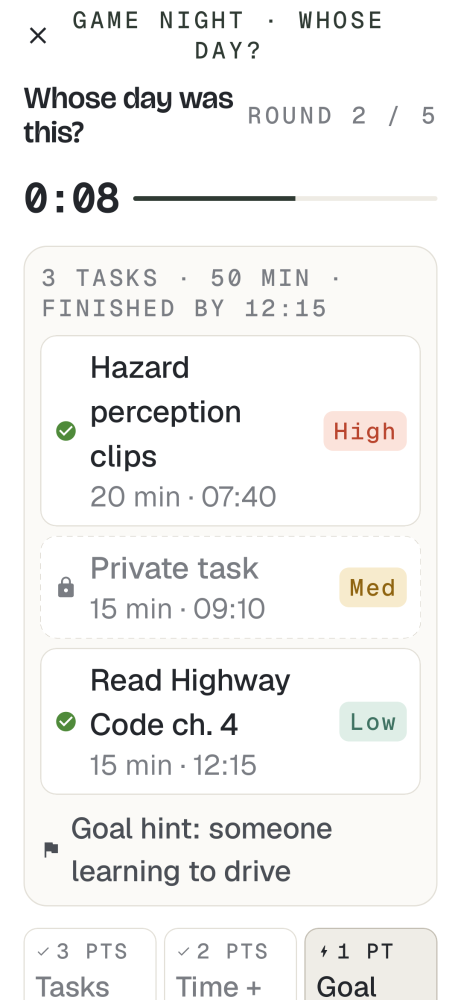 GAME NIGHT · WHOSE
DAY?
Whose day was
this?
ROUND 2 / 5
0:08
3 TASKS · 50 MIN ·
FINISHED BY 12:15
Hazard
perception
clips
20 min · 07:40
High
Private task
15 min · 09:10
Med
Read Highway
Code ch. 4
15 min · 12:15
Low
Goal hint: someone
learning to drive
3 PTS
Tasks
2 PTS
Time +
1 PT
Goal